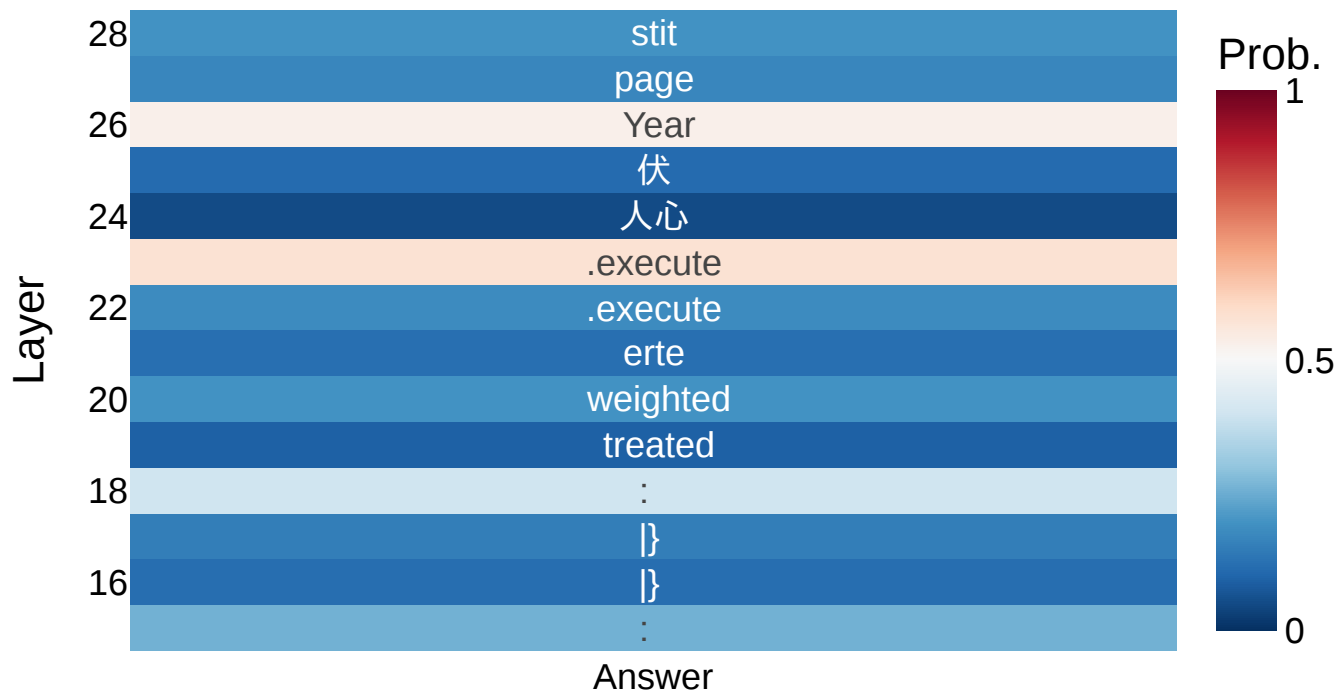 28 stit
page
26 Year
伏
24 人心
.execute
22 .execute
erte
20 weighted
treated
18 :
|}
16 |}
:
Answer
Layer
Prob.
1
0.5
0